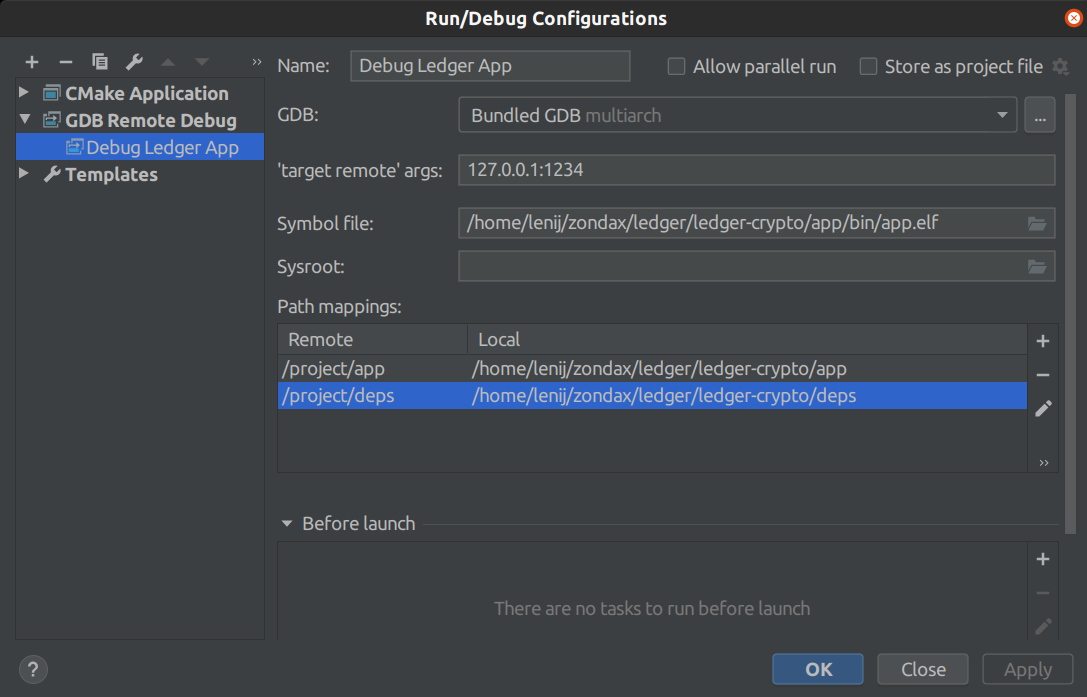 Run/Debug Configurations
Name: Debug Ledger App Allow parallel run Store as project file
CMake Application
GDB Remote Debug
Debug Ledger App
Templates
GDB: Bundled GDB multiarch ...
'target remote' args: 127.0.0.1:1234
Symbol file: /home/lenij/zondax/ledger/ledger-crypto/app/bin/app.elf
Sysroot:
Path mappings:
Remote Local
/project/app /home/lenij/zondax/ledger/ledger-crypto/app
/project/deps /home/lenij/zondax/ledger/ledger-crypto/deps
Before launch
There are no tasks to run before launch
? OK Close Apply